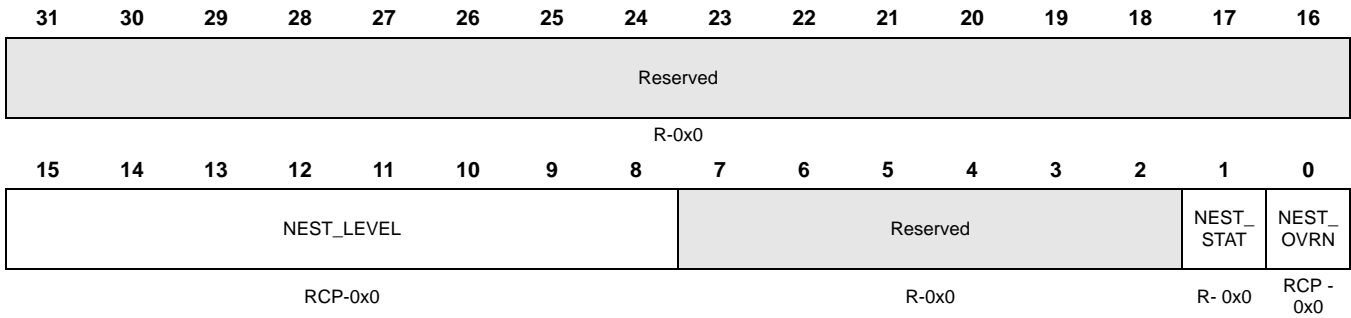 31 30 29 28 27 26 25 24 23 22 21 20 19 18 17 16
Reserved
R-0x0
15 14 13 12 11 10 9 8 7 6 5 4 3 2 1 0
NEST_LEVEL Reserved NEST_ NEST_
STAT OVRN
RCP-0x0 R-0x0 R- 0x0 RCP -
0x0